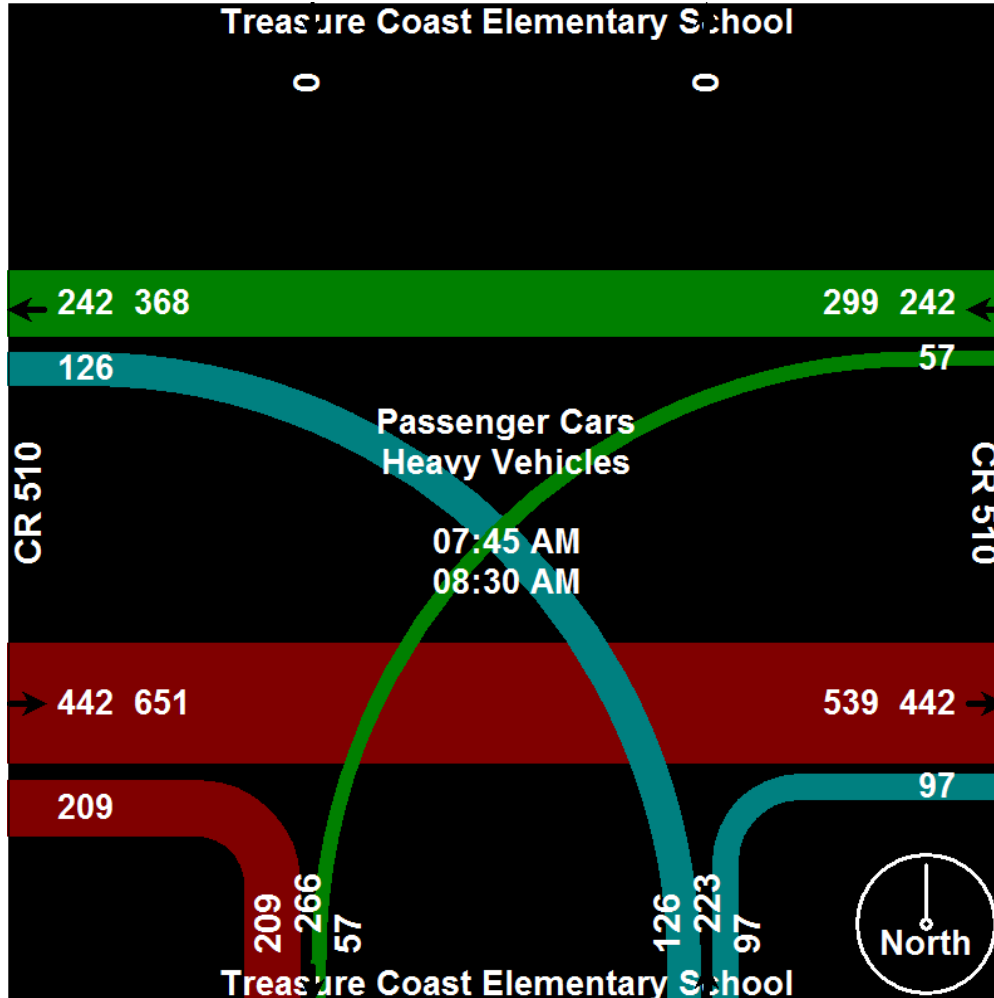 Treasure Coast Elementary School
0 0
242 368 299 242
126 57
Passenger Cars
Heavy Vehicles
CR 510 CR 510
07:45 AM
08:30 AM
442 651 539 442
209 97
209 266 57 126 223 97
North
Treasure Coast Elementary School